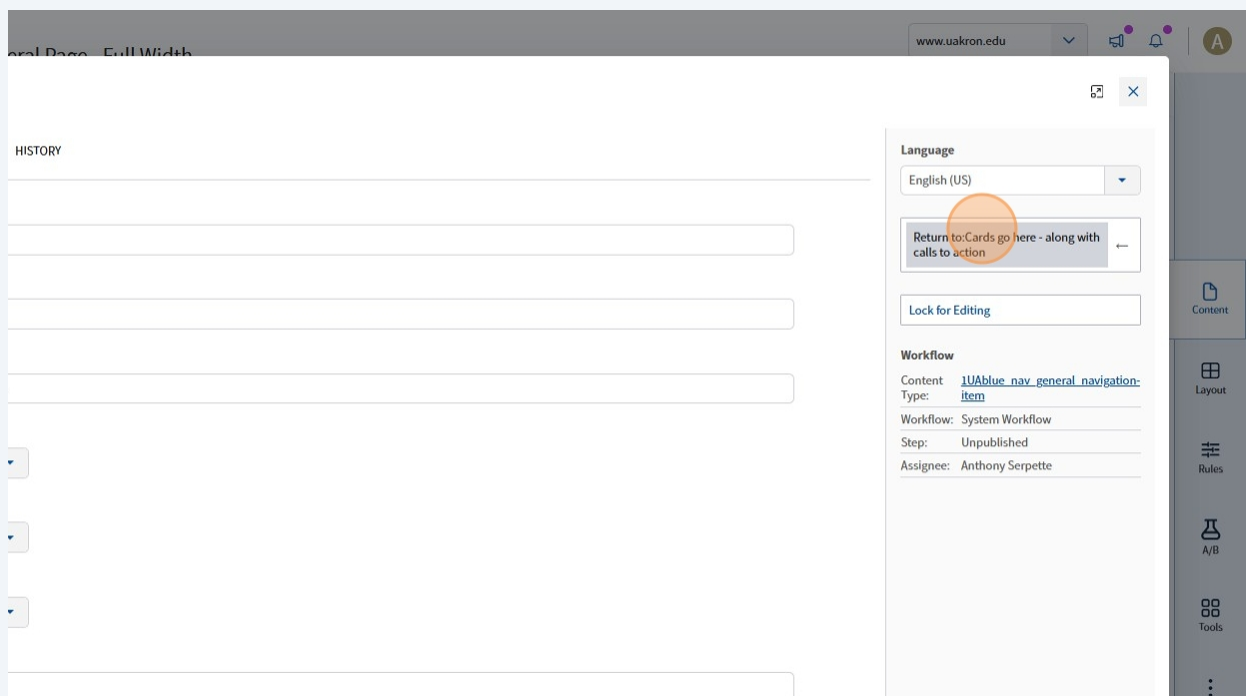 eral Page - Full Width
www.uakron.edu
A
HISTORY
Language
English (US)
Return to:Cards go here - along with
calls to action
Lock for Editing
Workflow
Content Type: 1UAblue_nav_general_navigation-
item
Workflow: System Workflow
Step: Unpublished
Assignee: Anthony Serpette
Content
Layout
Rules
A/B
Tools